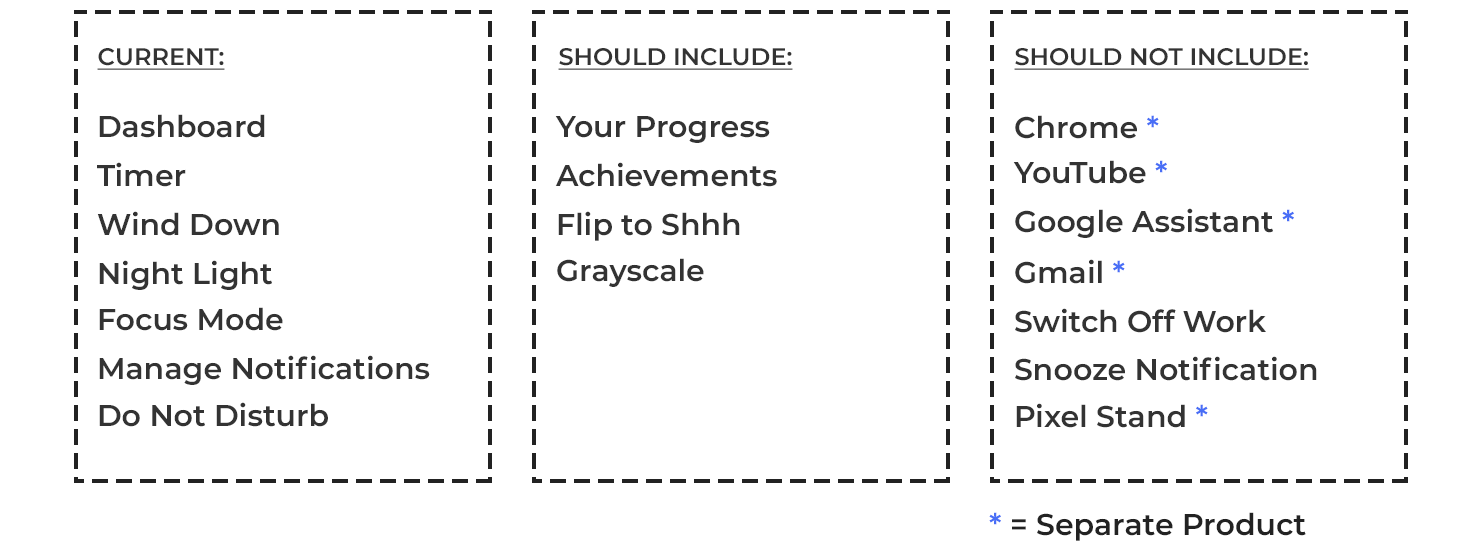 CURRENT:
Dashboard
Timer
Wind Down
Night Light
Focus Mode
Manage Notifications
Do Not Disturb
SHOULD INCLUDE:
Your Progress
Achievements
Flip to Shhh
Grayscale
SHOULD NOT INCLUDE:
Chrome *
YouTube *
Google Assistant *
Gmail *
Switch Off Work
Snooze Notification
Pixel Stand *
* = Separate Product